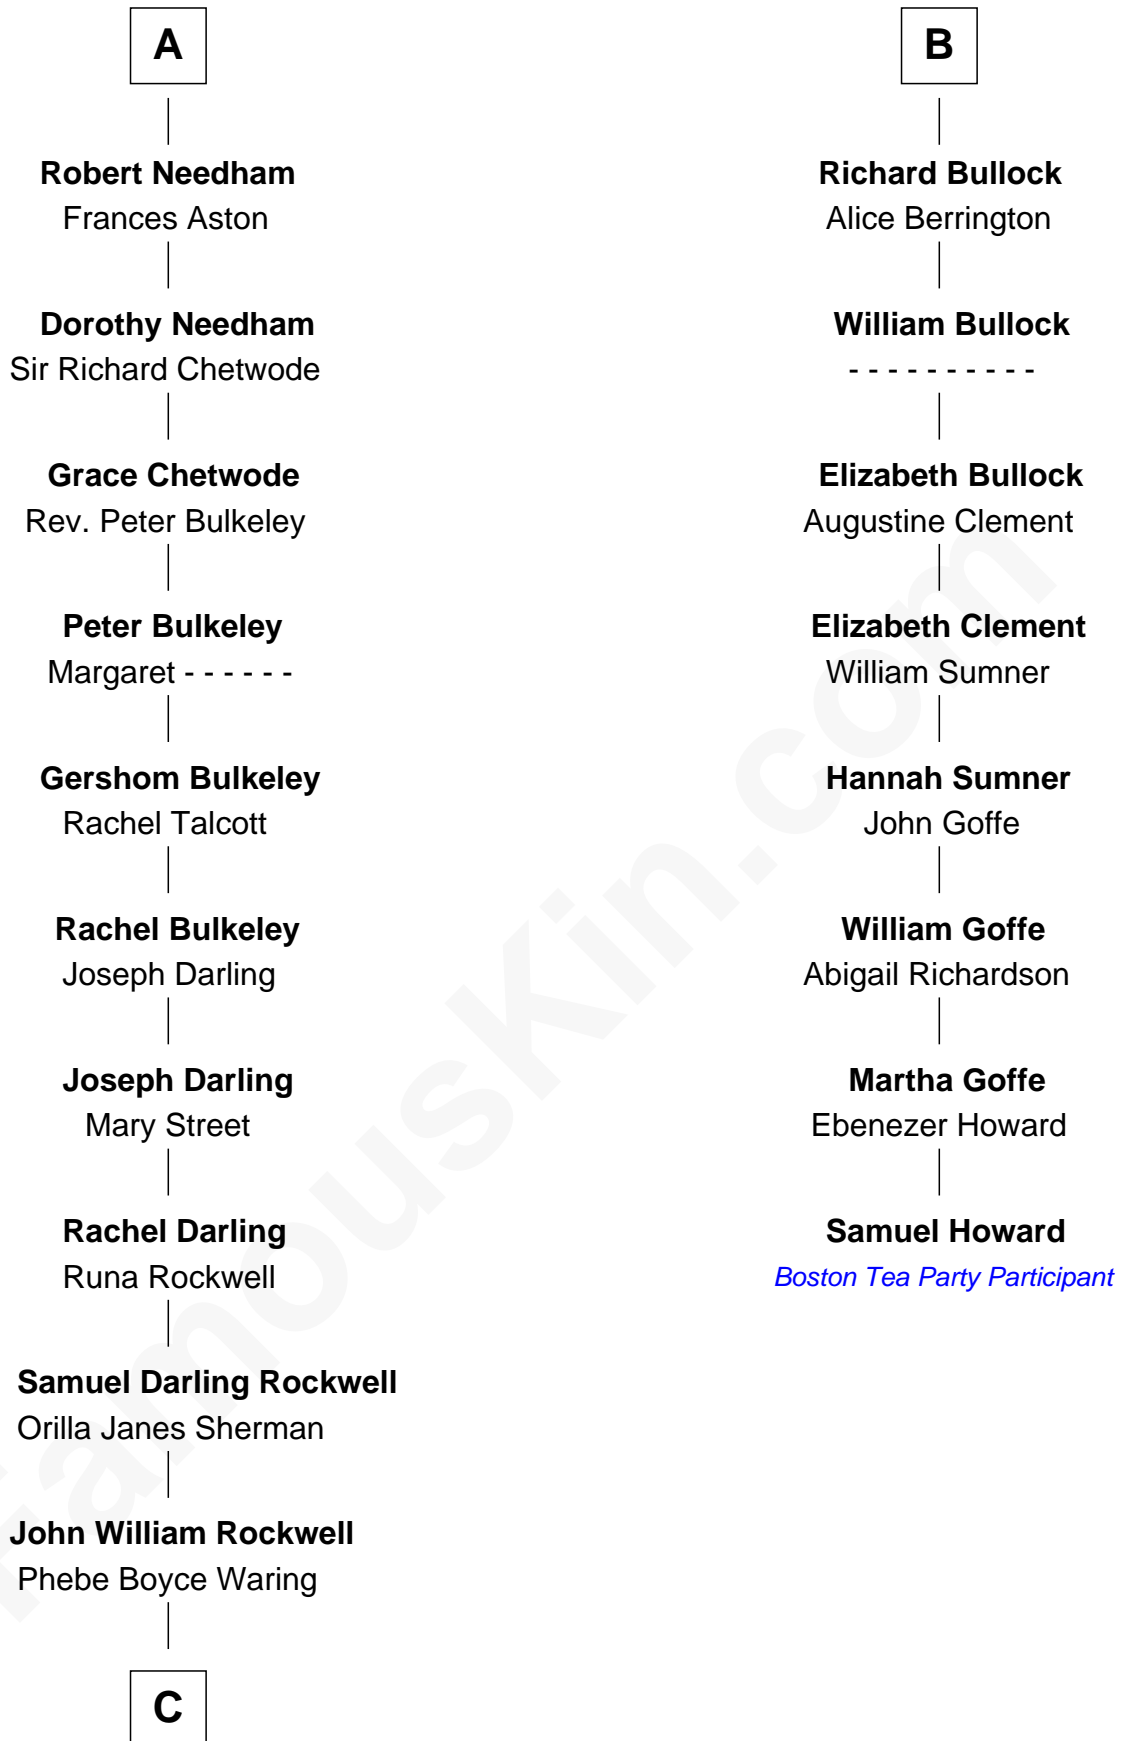 A
Robert Needham
Frances Aston
Dorothy Needham
Sir Richard Chetwode
Grace Chetwode
Rev. Peter Bulkeley
Peter Bulkeley
Margaret - - - - - -
Gershom Bulkeley
Rachel Talcott
Rachel Bulkeley
Joseph Darling
Joseph Darling
Mary Street
Rachel Darling
Runa Rockwell
Samuel Darling Rockwell
Orilla Janes Sherman
John William Rockwell
Phebe Boyce Waring
C
B
Richard Bullock
Alice Berrington
William Bullock
- - - - - - - - - -
Elizabeth Bullock
Augustine Clement
Elizabeth Clement
William Sumner
Hannah Sumner
John Goffe
William Goffe
Abigail Richardson
Martha Goffe
Ebenezer Howard
Samuel Howard
Boston Tea Party Participant
FamousKin.com